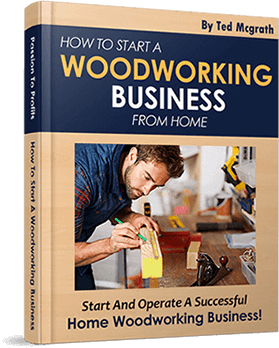 By Ted Mcgrath
HOW TO START A
WOODWORKING
BUSINESS
FROM HOME
Start And Operate A Successful
Home Woodworking Business!
Passion To Profits
How To Start A Woodworking Business